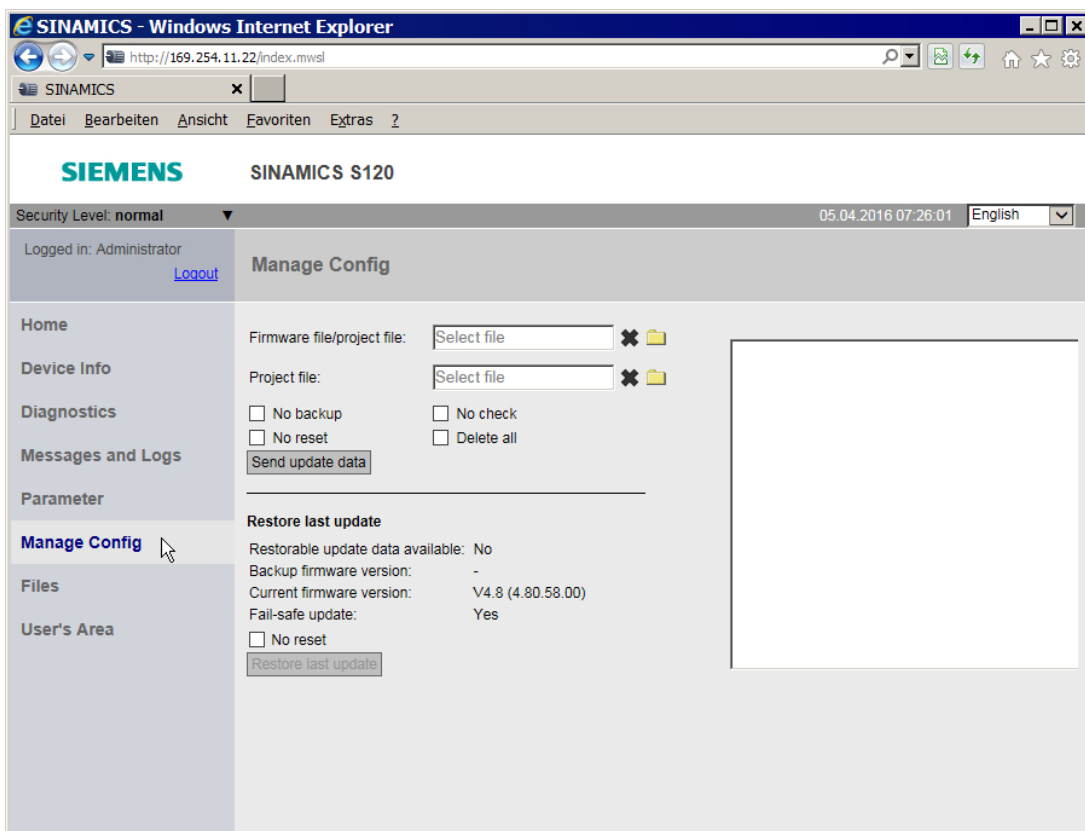 SINAMICS - Windows Internet Explorer
http://169.254.11.22/index.mwsl
SINAMICS
Datei Bearbeiten Ansicht Favoriten Extras ?
SIEMENS SINAMICS S120
Security Level: normal 05.04.2016 07:26:01 English
Logged in: Administrator
Logout
Manage Config
Home
Device Info
Diagnostics
Messages and Logs
Parameter
Manage Config
Files
User's Area
Firmware file/project file: Select file
Project file: Select file
No backup No check
No reset Delete all
Send update data
Restore last update
Restorable update data available: No
Backup firmware version: -
Current firmware version: V4.8 (4.80.58.00)
Fail-safe update: Yes
No reset
Restore last update